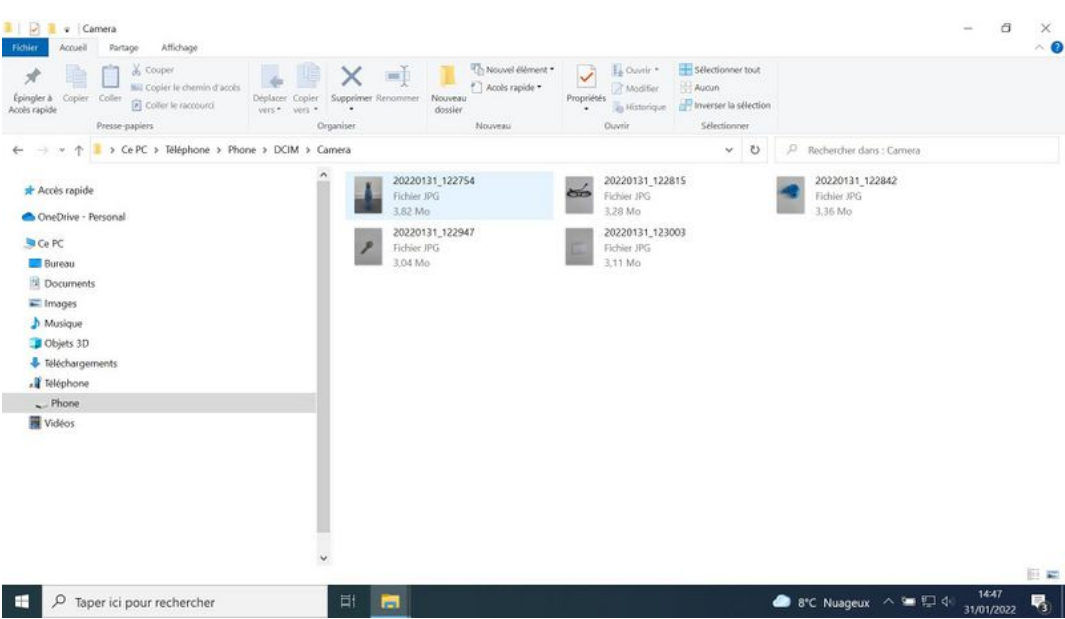 Camera
Fichier Accueil Partage Affichage
Épingler à Accès rapide
Copier
Coller
Couper
Copier le chemin d'accès
Coller le raccourci
Déplacer vers
Copier vers
Supprimer
Renommer
Nouveau dossier
Nouvel élément
Accès rapide
Propriétés
Ouvrir
Modifier
Historique
Sélectionner tout
Aucun
Inverser la sélection
Presse-papiers Organiser Nouveau Ouvrir Sélectionner
Ce PC > Téléphone > Phone > DCIM > Camera
Rechercher dans : Camera
Accès rapide
OneDrive - Personal
Ce PC
Bureau
Documents
Images
Musique
Objets 3D
Téléchargements
Téléphone
Phone
Vidéos
20220131_122754
Fichier JPG
3,82 Mo
20220131_122815
Fichier JPG
3,28 Mo
20220131_122842
Fichier JPG
3,36 Mo
20220131_122947
Fichier JPG
3,04 Mo
20220131_123003
Fichier JPG
3,11 Mo
Taper ici pour rechercher
8°C Nuageux
14:47
31/01/2022
3